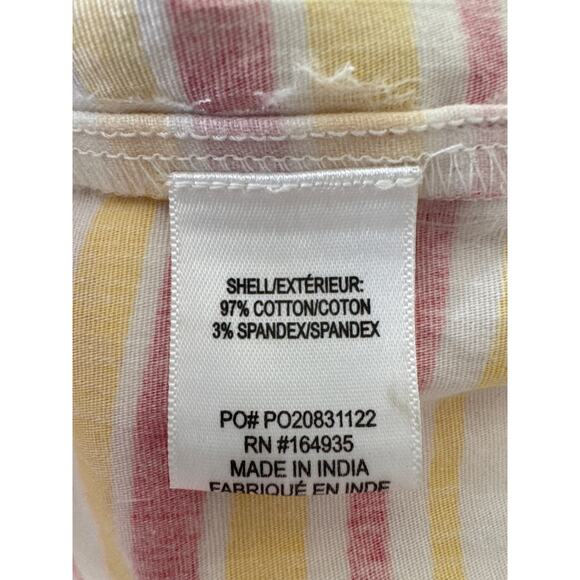 SHELL/EXTÉRIEUR:
97% COTTON/COTON
3% SPANDEX/SPANDEX
PO# PO20831122
RN #164935
MADE IN INDIA
FABRIQUÉ EN INDE